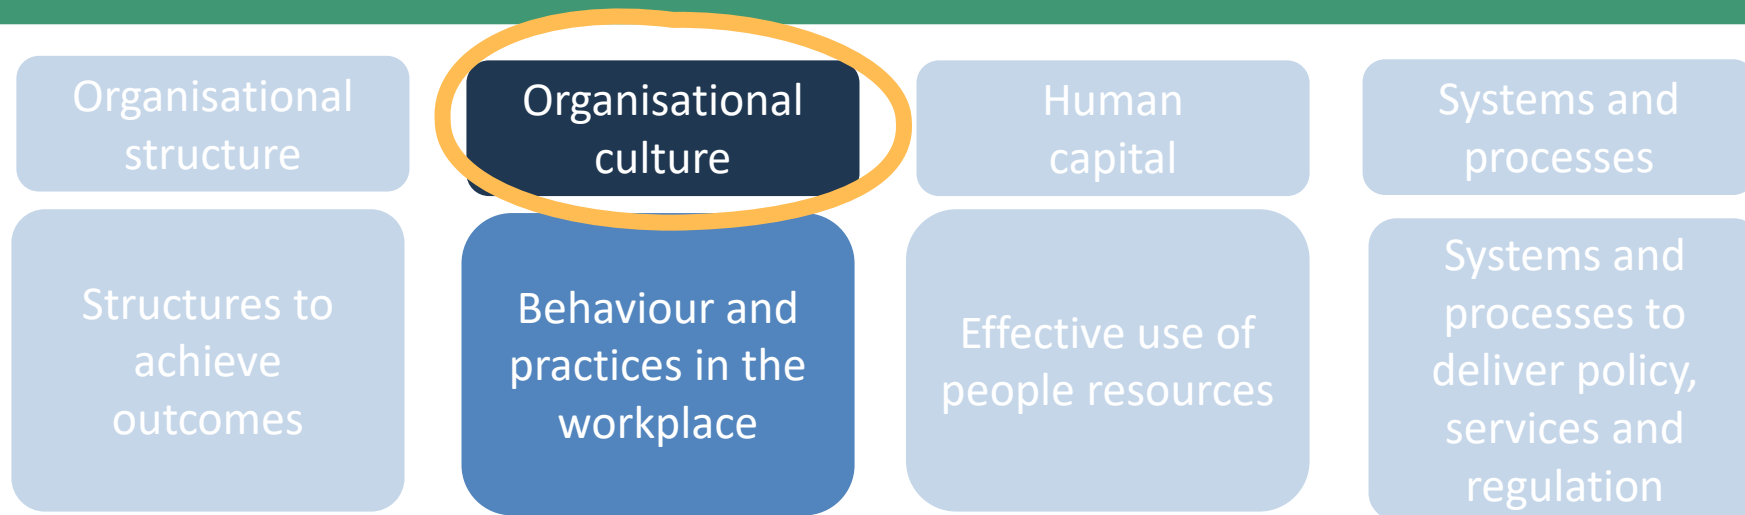 Organisational
structure
Organisational
culture
Human
capital
Systems and
processes
Structures to
achieve
outcomes
Behaviour and
practices in the
workplace
Effective use of
people resources
Systems and
processes to
deliver policy,
services and
regulation